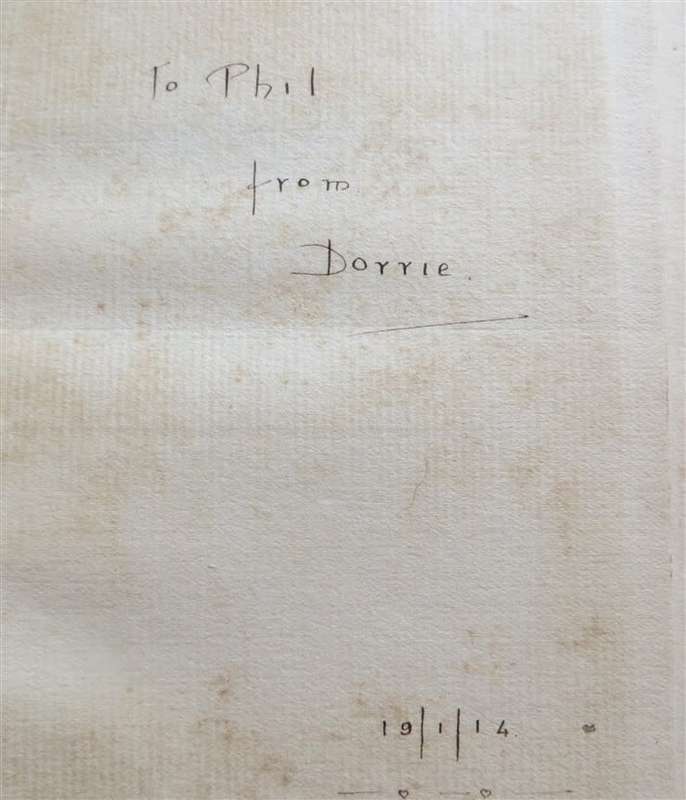 To Phil
from
Dorrie.
19|1|14.